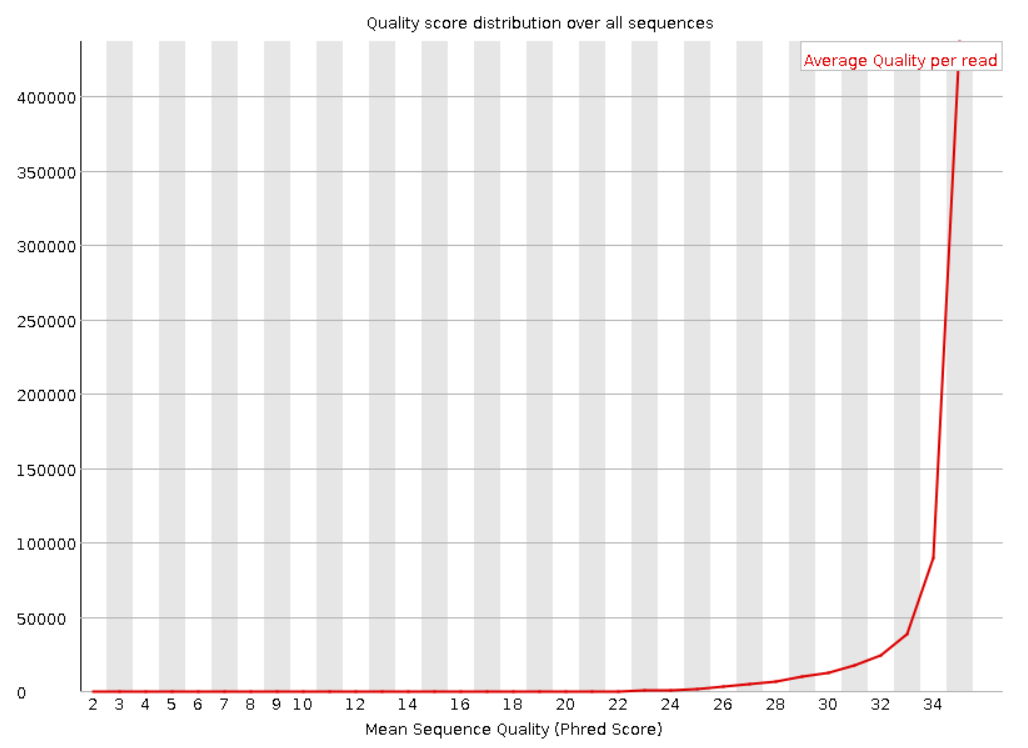 Quality score distribution over all sequences
Average Quality per read
400000
350000
300000
250000
200000
150000
100000
50000
0
2 3 4 5 6 7 8 9 10 12 14 16 18 20 22 24 26 28 30 32 34
Mean Sequence Quality (Phred Score)